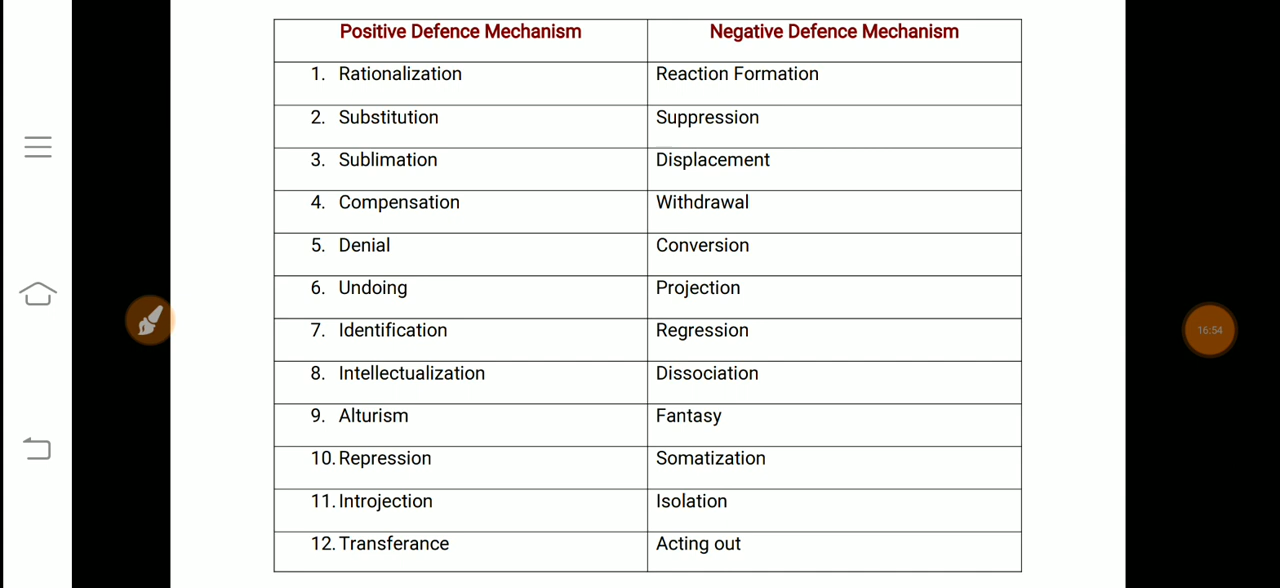 Positive Defence Mechanism Negative Defence Mechanism
1. Rationalization Reaction Formation
2. Substitution Suppression
3. Sublimation Displacement
4. Compensation Withdrawal
5. Denial Conversion
6. Undoing Projection
7. Identification Regression
8. Intellectualization Dissociation
9. Alturism Fantasy
10. Repression Somatization
11. Introjection Isolation
12. Transferance Acting out
16:54